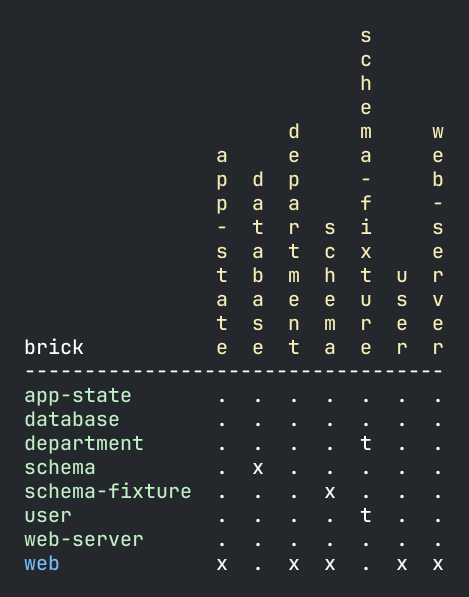 app-state database department schema schema-fixture user web-server
brick
-----------------------------------
app-state . . . . . . .
database . . . . . . .
department . . . . t . .
schema . x . . . . .
schema-fixture . . . x . . .
user . . . . t . .
web-server . . . . . . .
web x . x x . x x